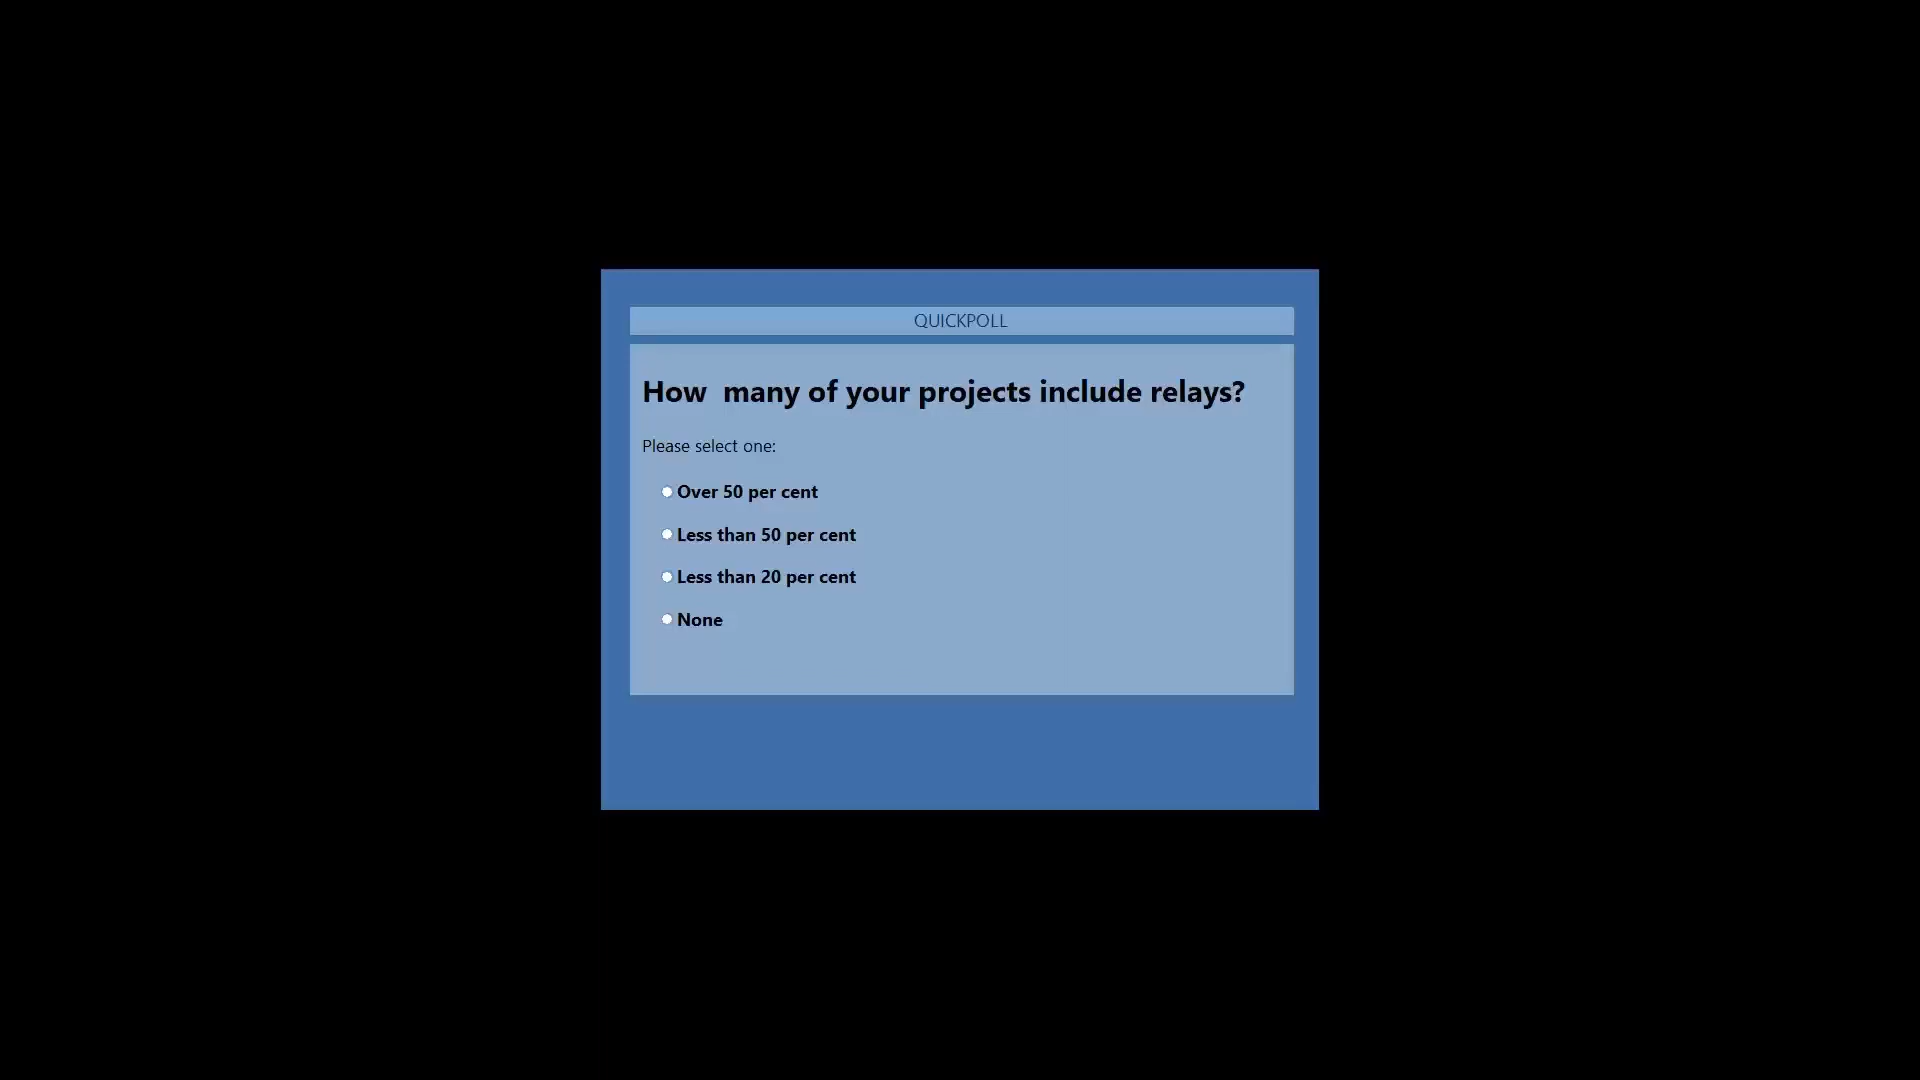 QUICKPOLL
How  many of your projects include relays?
Please select one:
Over 50 per cent
Less than 50 per cent
Less than 20 per cent
None